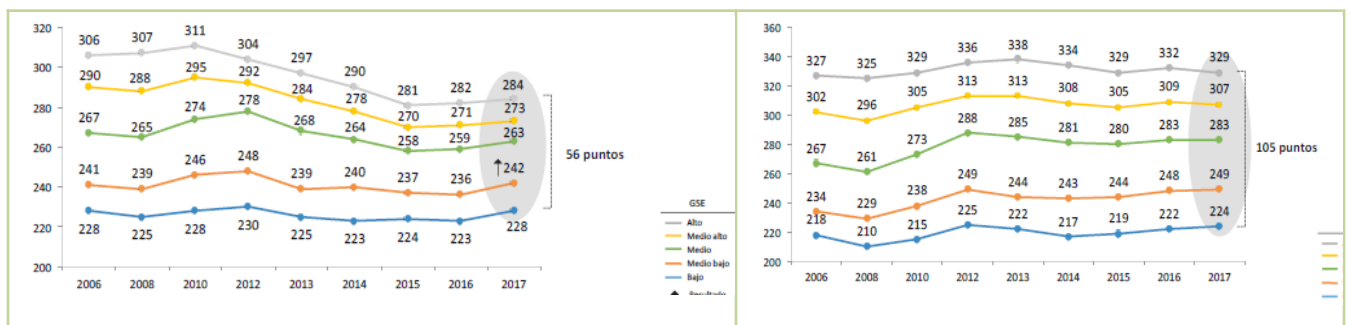 320
300
280
260
240
220
200
306 307 311 304 297 290 281 282 284
290 288 295 292 284 278 270 271 273
267 265 274 278 268 264 258 259 263
241 239 246 248 239 240 237 236 242
228 225 228 230 225 223 224 223 228
2006 2008 2010 2012 2013 2014 2015 2016 2017
56 puntos
GSE
Alto
Medio alto
Medio
Medio bajo
Bajo
Resultado
360
340
320
300
280
260
240
220
200
327 325 329 336 338 334 329 332 329
302 296 305 313 313 308 305 309 307
267 261 273 288 285 281 280 283 283
234 229 238 249 244 243 244 248 249
218 210 215 225 222 217 219 222 224
2006 2008 2010 2012 2013 2014 2015 2016 2017
105 puntos